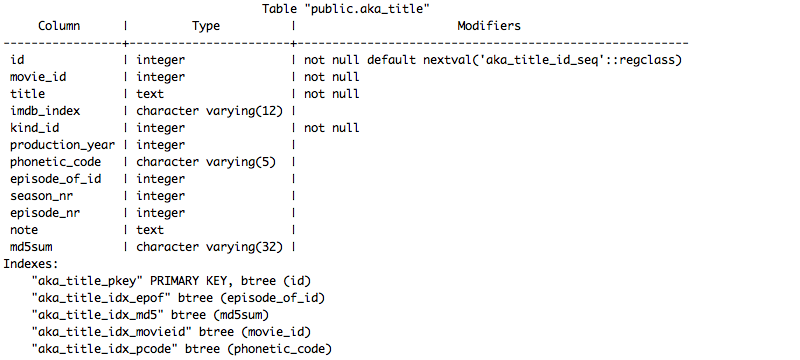 Table "public.aka_title"
     Column      |         Type          |                      Modifiers
-----------------+-----------------------+--------------------------------------------------------
 id              | integer               | not null default nextval('aka_title_id_seq'::regclass)
 movie_id        | integer               | not null
 title           | text                  | not null
 imdb_index      | character varying(12) |
 kind_id         | integer               | not null
 production_year | integer               |
 phonetic_code   | character varying(5)  |
 episode_of_id   | integer               |
 season_nr       | integer               |
 episode_nr      | integer               |
 note            | text                  |
 md5sum          | character varying(32) |
Indexes:
    "aka_title_pkey" PRIMARY KEY, btree (id)
    "aka_title_idx_epof" btree (episode_of_id)
    "aka_title_idx_md5" btree (md5sum)
    "aka_title_idx_movieid" btree (movie_id)
    "aka_title_idx_pcode" btree (phonetic_code)